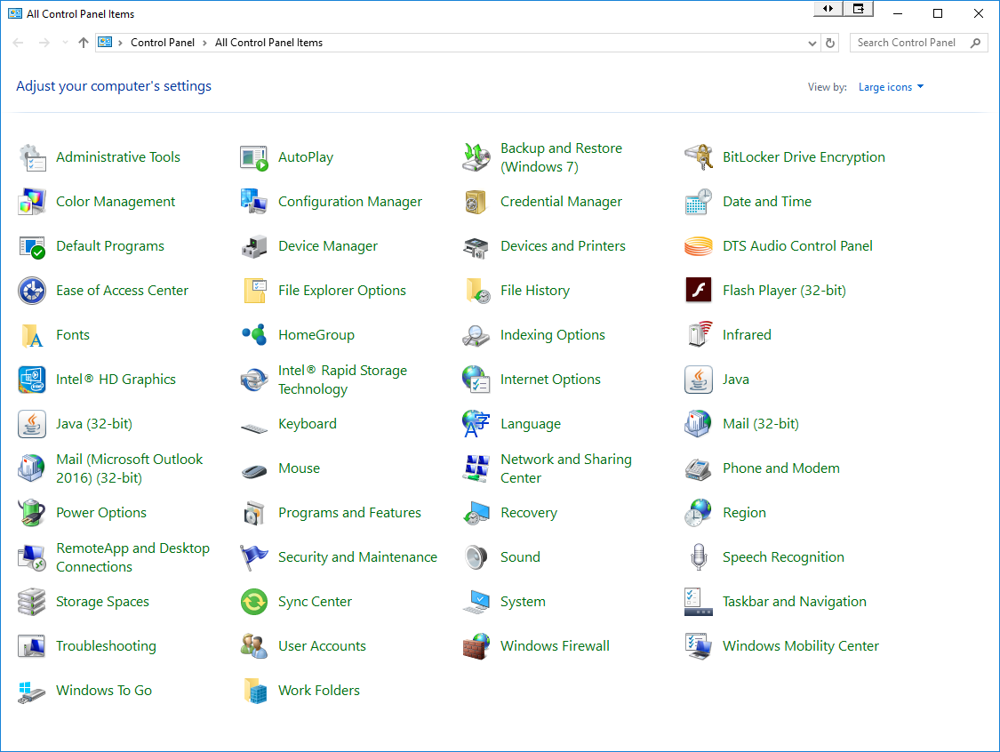 All Control Panel Items
Control Panel > All Control Panel Items
Search Control Panel
Adjust your computer's settings
View by: Large icons
Administrative Tools
AutoPlay
Backup and Restore
(Windows 7)
BitLocker Drive Encryption
Color Management
Configuration Manager
Credential Manager
Date and Time
Default Programs
Device Manager
Devices and Printers
DTS Audio Control Panel
Ease of Access Center
File Explorer Options
File History
Flash Player (32-bit)
Fonts
HomeGroup
Indexing Options
Infrared
Intel® HD Graphics
Intel® Rapid Storage
Technology
Internet Options
Java
Java (32-bit)
Keyboard
Language
Mail (32-bit)
Mail (Microsoft Outlook
2016) (32-bit)
Mouse
Network and Sharing
Center
Phone and Modem
Power Options
Programs and Features
Recovery
Region
RemoteApp and Desktop
Connections
Security and Maintenance
Sound
Speech Recognition
Storage Spaces
Sync Center
System
Taskbar and Navigation
Troubleshooting
User Accounts
Windows Firewall
Windows Mobility Center
Windows To Go
Work Folders